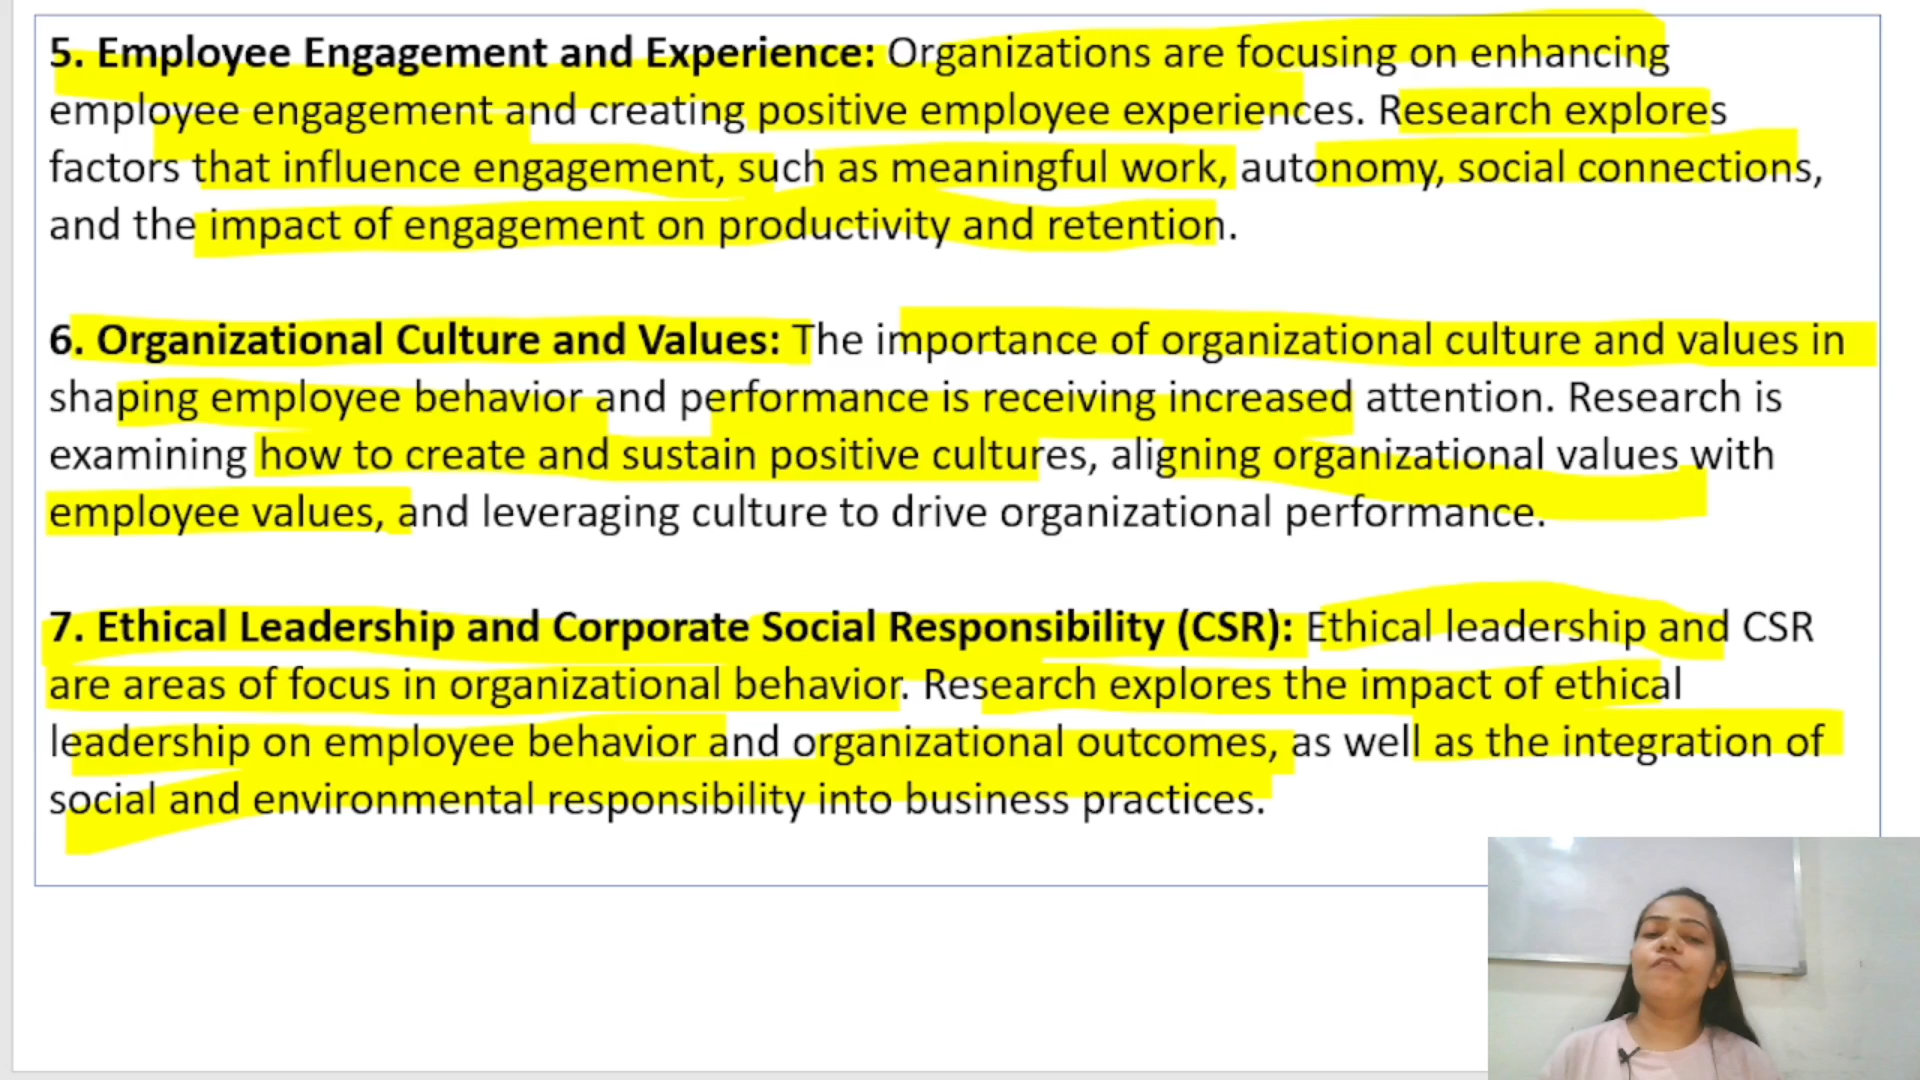 5. Employee Engagement and Experience: Organizations are focusing on enhancing
employee engagement and creating positive employee experiences. Research explores
factors that influence engagement, such as meaningful work, autonomy, social connections,
and the impact of engagement on productivity and retention.
6. Organizational Culture and Values: The importance of organizational culture and values in
shaping employee behavior and performance is receiving increased attention. Research is
examining how to create and sustain positive cultures, aligning organizational values with
employee values, and leveraging culture to drive organizational performance.
7. Ethical Leadership and Corporate Social Responsibility (CSR): Ethical leadership and CSR
are areas of focus in organizational behavior. Research explores the impact of ethical
leadership on employee behavior and organizational outcomes, as well as the integration of
social and environmental responsibility into business practices.